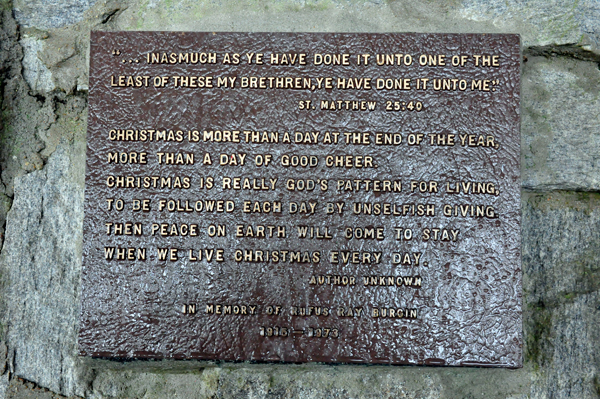 "... INASMUCH AS YE HAVE DONE IT UNTO ONE OF THE
LEAST OF THESE MY BRETHREN, YE HAVE DONE IT UNTO ME."
ST. MATTHEW 25:40
CHRISTMAS IS MORE THAN A DAY AT THE END OF THE YEAR,
MORE THAN A DAY OF GOOD CHEER.
CHRISTMAS IS REALLY GOD'S PATTERN FOR LIVING,
TO BE FOLLOWED EACH DAY BY UNSELFISH GIVING.
THEN PEACE ON EARTH WILL COME TO STAY
WHEN WE LIVE CHRISTMAS EVERY DAY.
AUTHOR UNKNOWN
IN MEMORY OF RUFUS RAY BURGIN
1915—1973